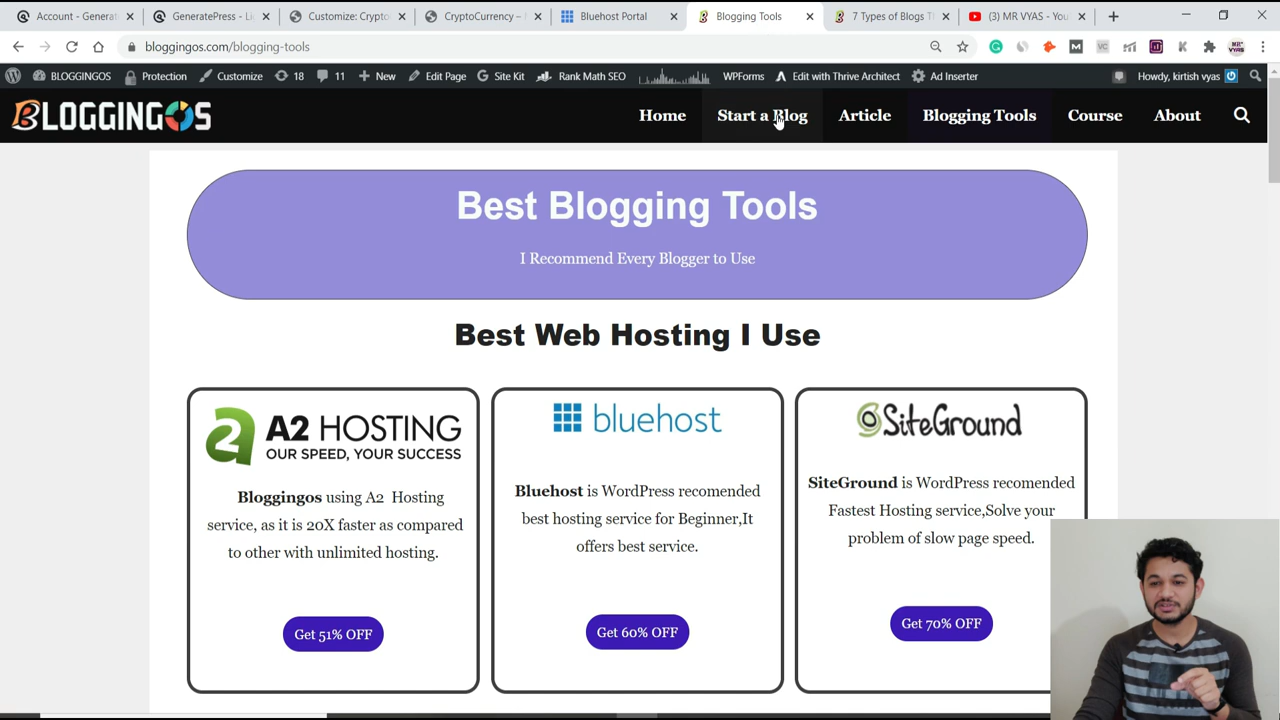 Account - Generat
GeneratePress - Li
Customize: Crypto
CryptoCurrency –
Bluehost Portal
Blogging Tools
7 Types of Blogs T
(3) MR VYAS - You
bloggingos.com/blogging-tools
BLOGGINGOS
Protection
Customize
18
11
New
Edit Page
Site Kit
Rank Math SEO
WPForms
Edit with Thrive Architect
Ad Inserter
Howdy, kirtish vyas
BLOGGINGOS
Home
Start a Blog
Article
Blogging Tools
Course
About
Best Blogging Tools
I Recommend Every Blogger to Use
Best Web Hosting I Use
A2 HOSTING
OUR SPEED, YOUR SUCCESS
Bloggingos using A2 Hosting
service, as it is 20X faster as compared
to other with unlimited hosting.
Get 51% OFF
bluehost
Bluehost is WordPress recomended
best hosting service for Beginner,It
offers best service.
Get 60% OFF
SiteGround
SiteGround is WordPress recomended
Fastest Hosting service,Solve your
problem of slow page speed.
Get 70% OFF